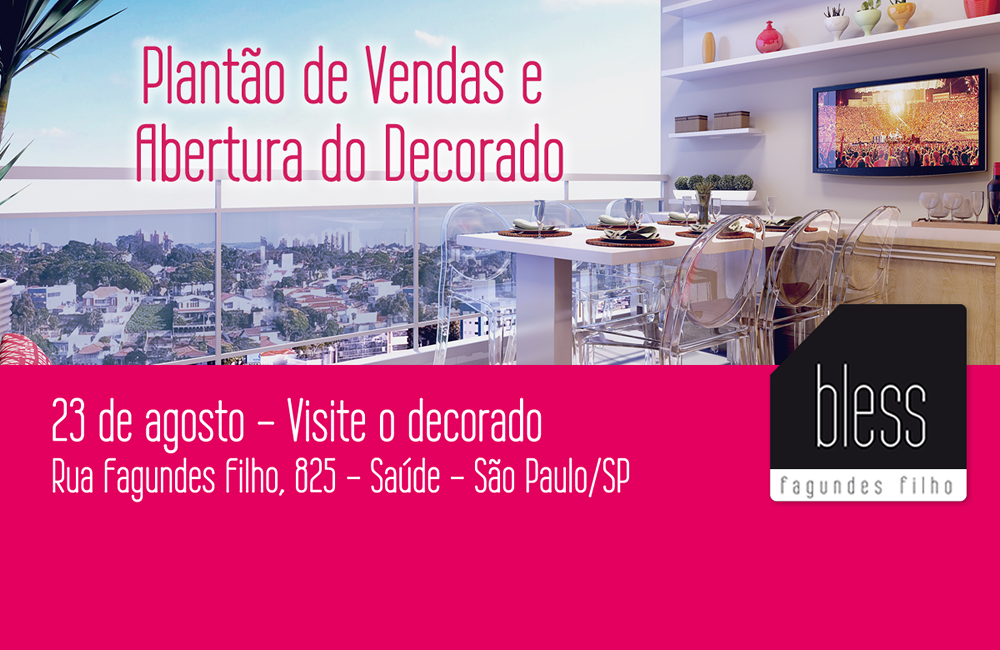 Plantão de Vendas e
Abertura do Decorado
23 de agosto – Visite o decorado
Rua Fagundes Filho, 825 – Saúde – São Paulo/SP
bless
fagundes filho